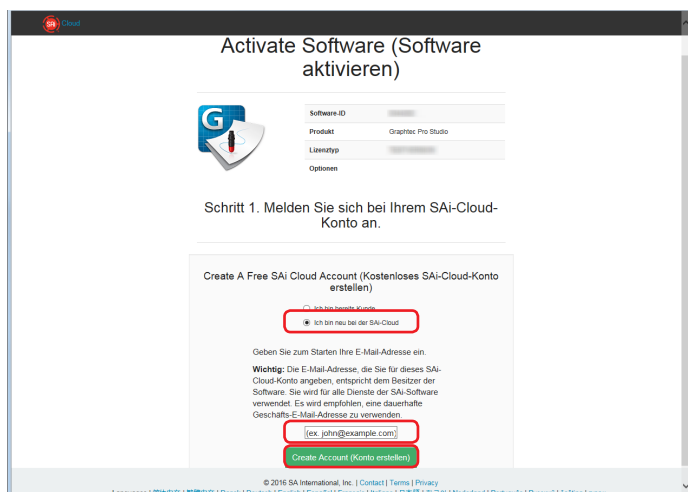 SAi Cloud
Activate Software (Software
aktivieren)
Software-ID
Produkt Graphtec Pro Studio
Lizenztyp
Optionen
Schritt 1. Melden Sie sich bei Ihrem SAi-Cloud-
Konto an.
Create A Free SAi Cloud Account (Kostenloses SAi-Cloud-Konto
erstellen)
Ich bin bereits Kunde
Ich bin neu bei der SAi-Cloud
Geben Sie zum Starten Ihre E-Mail-Adresse ein.
Wichtig: Die E-Mail-Adresse, die Sie für dieses SAi-
Cloud-Konto angeben, entspricht dem Besitzer der
Software. Sie wird für alle Dienste der SAi-Software
verwendet. Es wird empfohlen, eine dauerhafte
Geschäfts-E-Mail-Adresse zu verwenden.
(ex. john@example.com)
Create Account (Konto erstellen)
© 2016 SA International, Inc. | Contact | Terms | Privacy